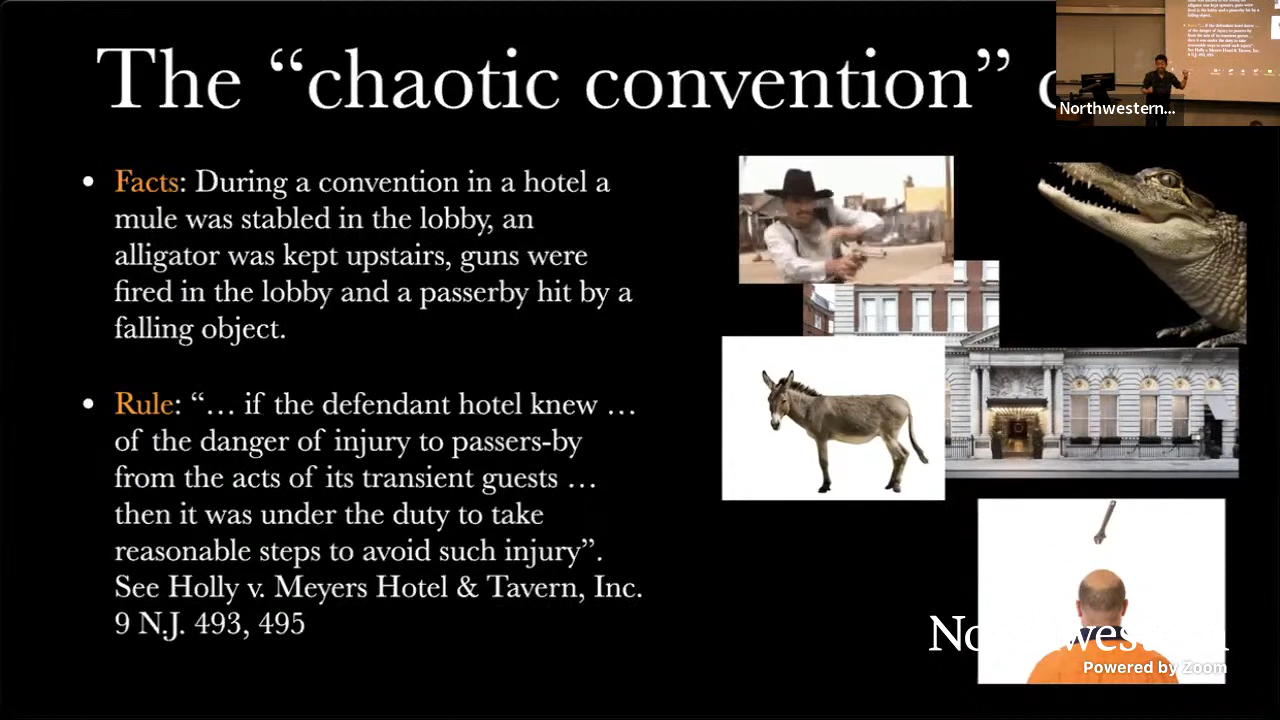 The “chaotic convention” c
Northwestern...
• Facts: During a convention in a hotel a
mule was stabled in the lobby, an
alligator was kept upstairs, guns were
fired in the lobby and a passerby hit by a
falling object.
• Rule: “… if the defendant hotel knew …
of the danger of injury to passers-by
from the acts of its transient guests …
then it was under the duty to take
reasonable steps to avoid such injury”.
See Holly v. Meyers Hotel & Tavern, Inc.
9 N.J. 493, 495
Northwestern
Powered by Zoom